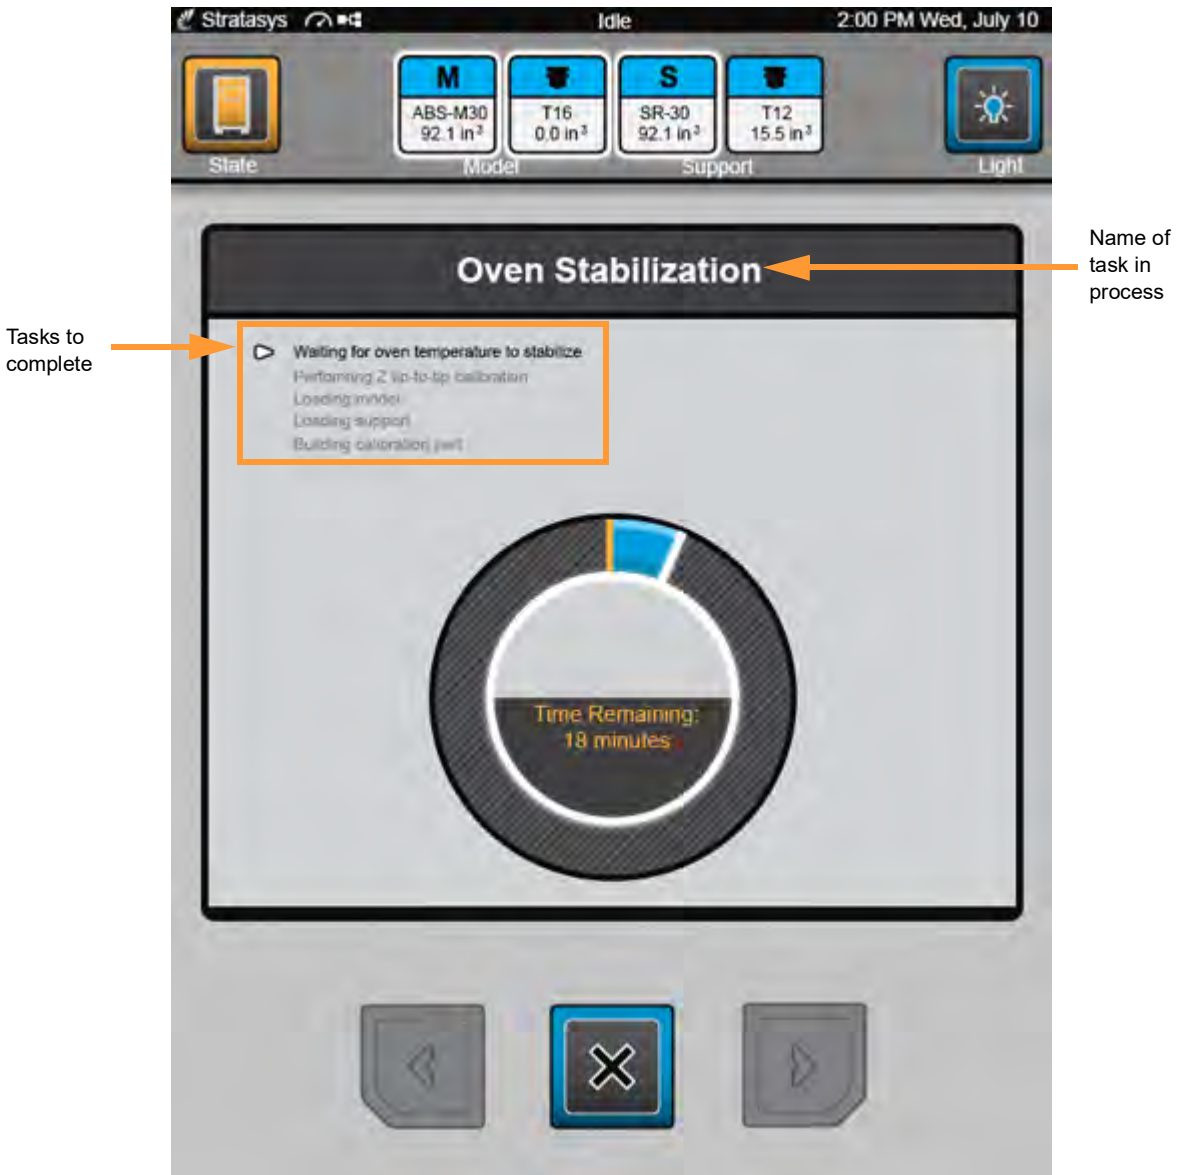 Stratasys Idle 2:00 PM Wed, July 10
M S
ABS-M30 T16 SR-30 T12
92.1 in³ 0.0 in³ 92.1 in³ 15.5 in³
State Model Support Light
Oven Stabilization
Name of
task in
process
Tasks to
complete
Waiting for oven temperature to stabilize
Performing Z tip-to-tip calibration
Loading model
Loading support
Building calibration part
Time Remaining:
18 minutes